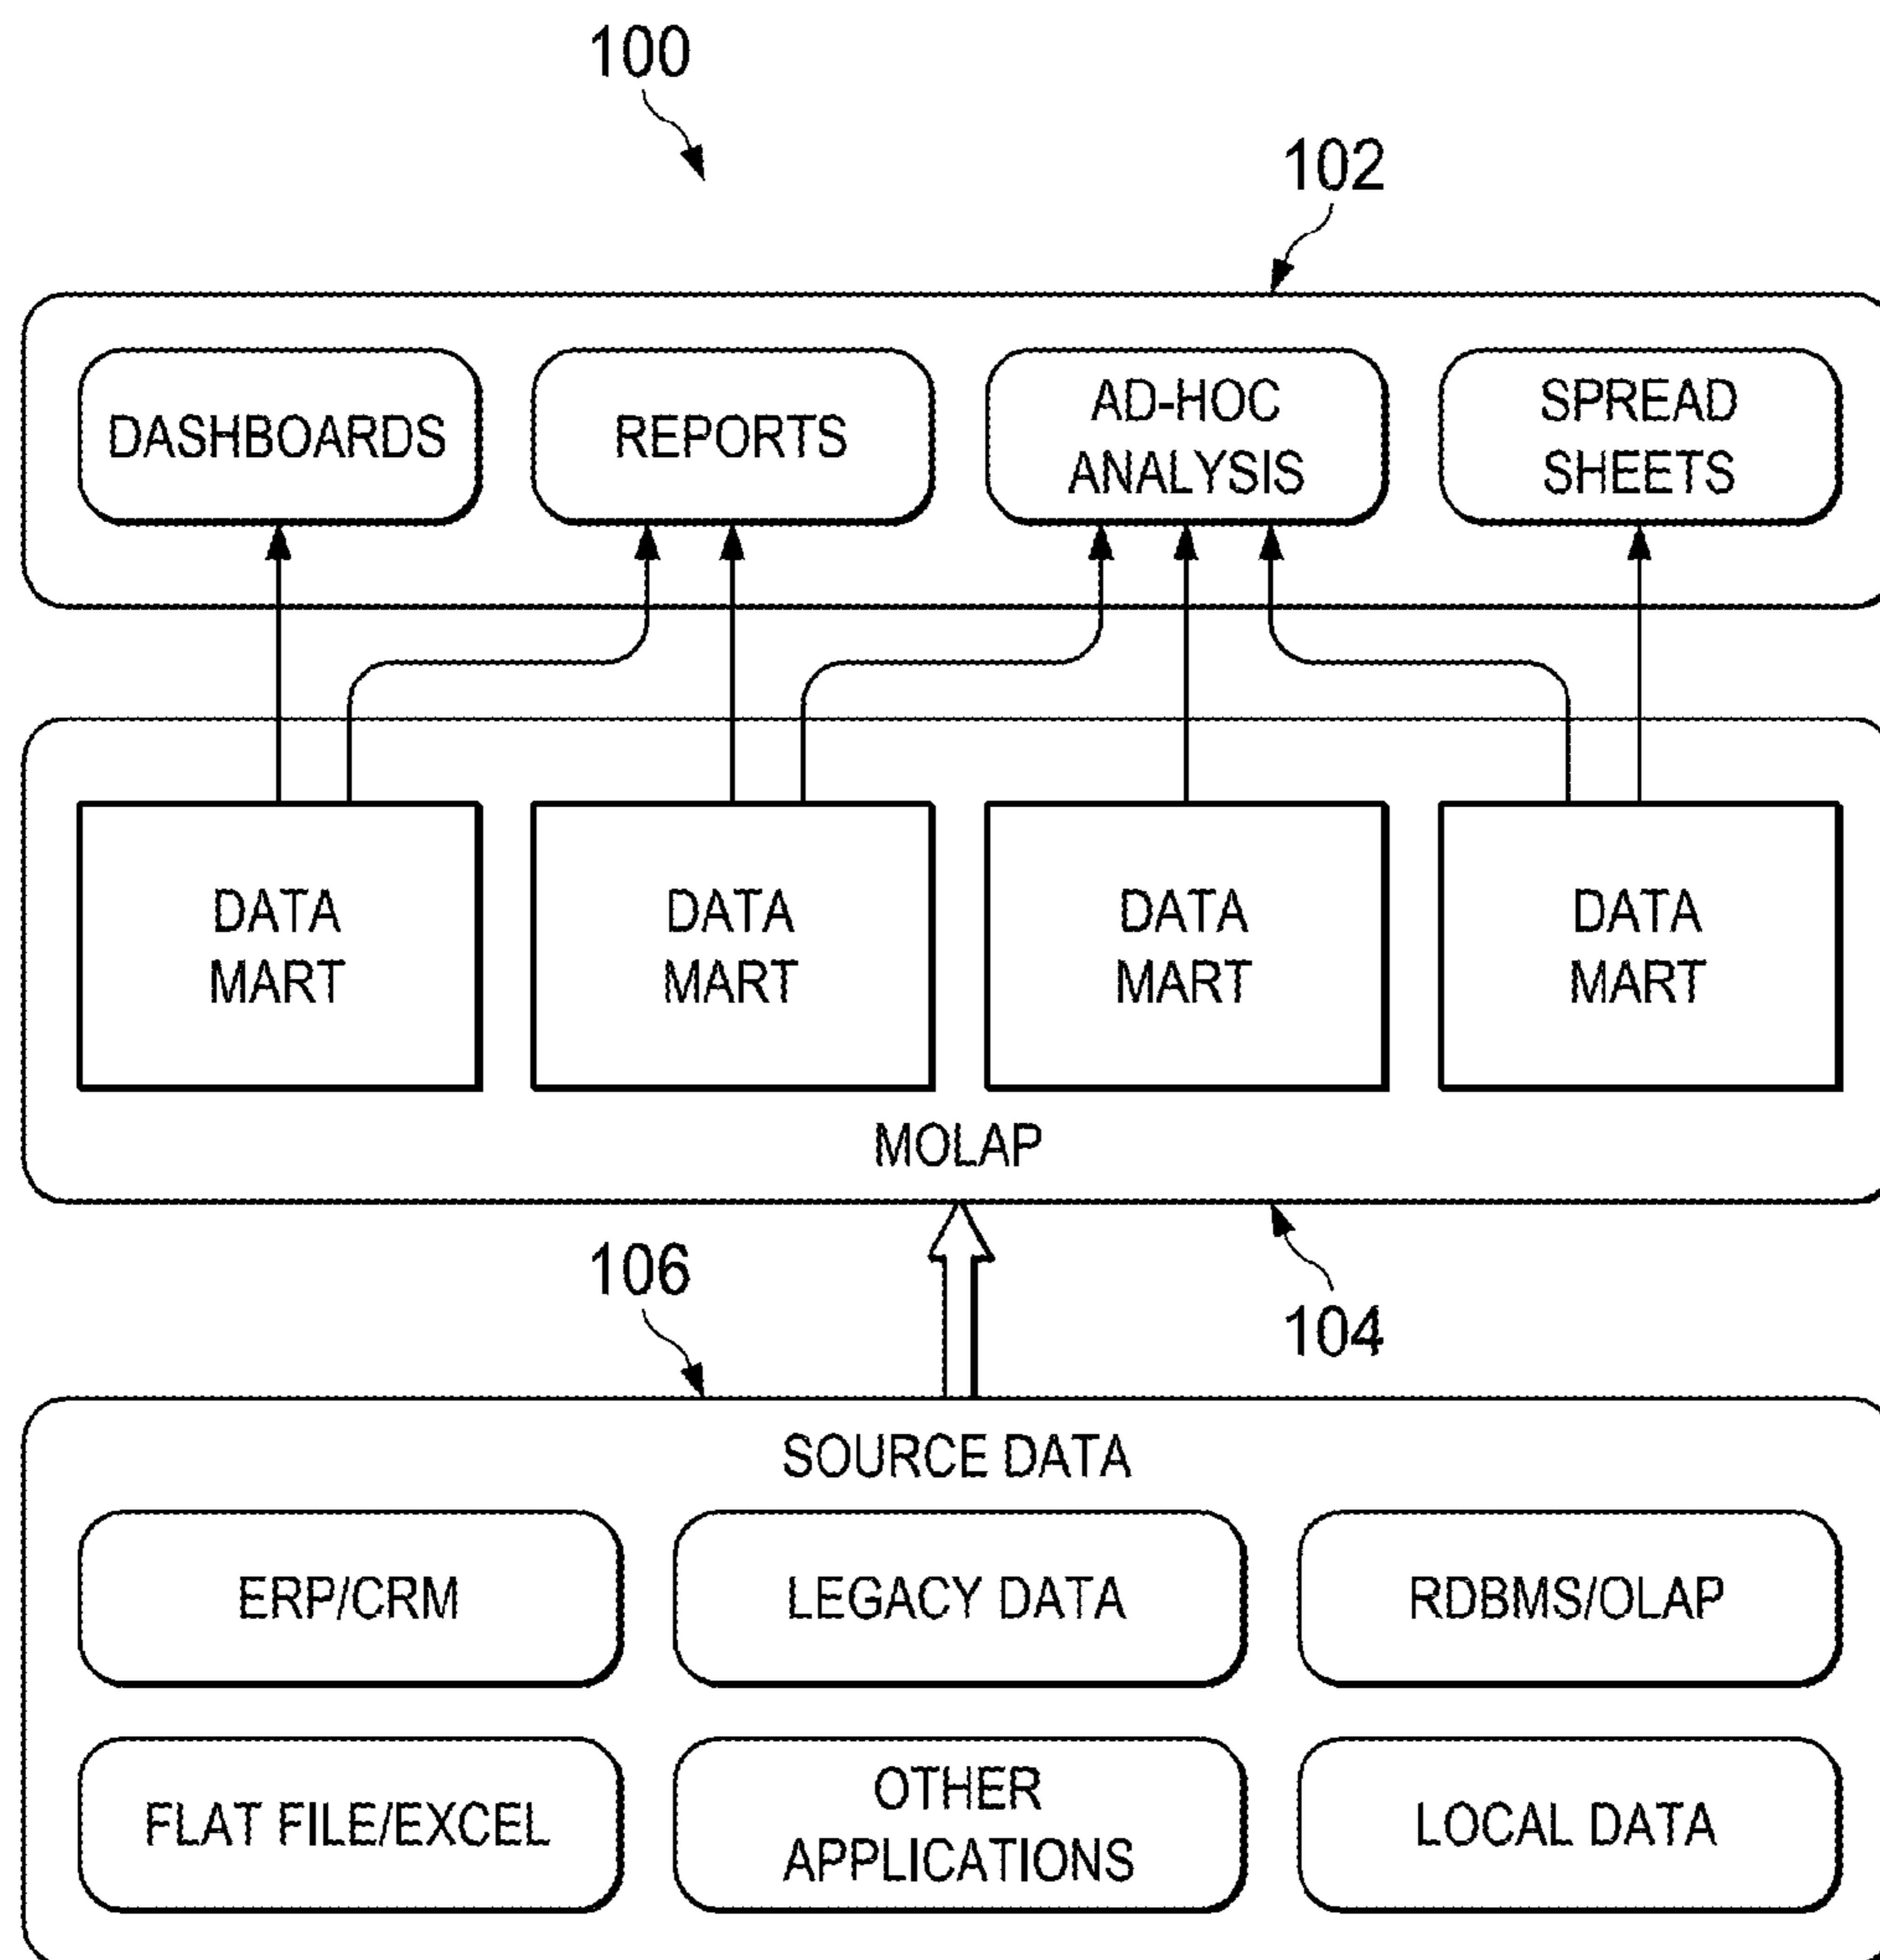 100
102
DASHBOARDS
REPORTS
AD-HOC
ANALYSIS
SPREAD
SHEETS
DATA
MART
DATA
MART
DATA
MART
DATA
MART
MOLAP
106
104
SOURCE DATA
ERP/CRM
LEGACY DATA
RDBMS/OLAP
FLAT FILE/EXCEL
OTHER
APPLICATIONS
LOCAL DATA